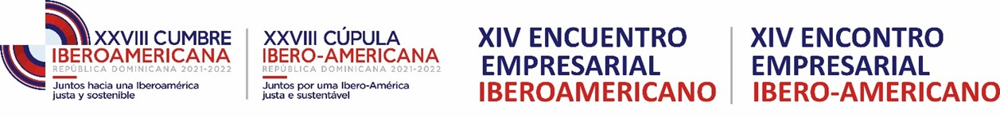 XXVIII CUMBRE
IBEROAMERICANA
REPÚBLICA DOMINICANA 2021-2022
Juntos hacia una Iberoamérica
justa y sostenible
XXVIII CÚPULA
IBERO-AMERICANA
REPÚBLICA DOMINICANA 2021-2022
Juntos por uma Ibero-América
justa e sustentável
XIV ENCUENTRO
EMPRESARIAL
IBEROAMERICANO
XIV ENCONTRO
EMPRESARIAL
IBERO-AMERICANO